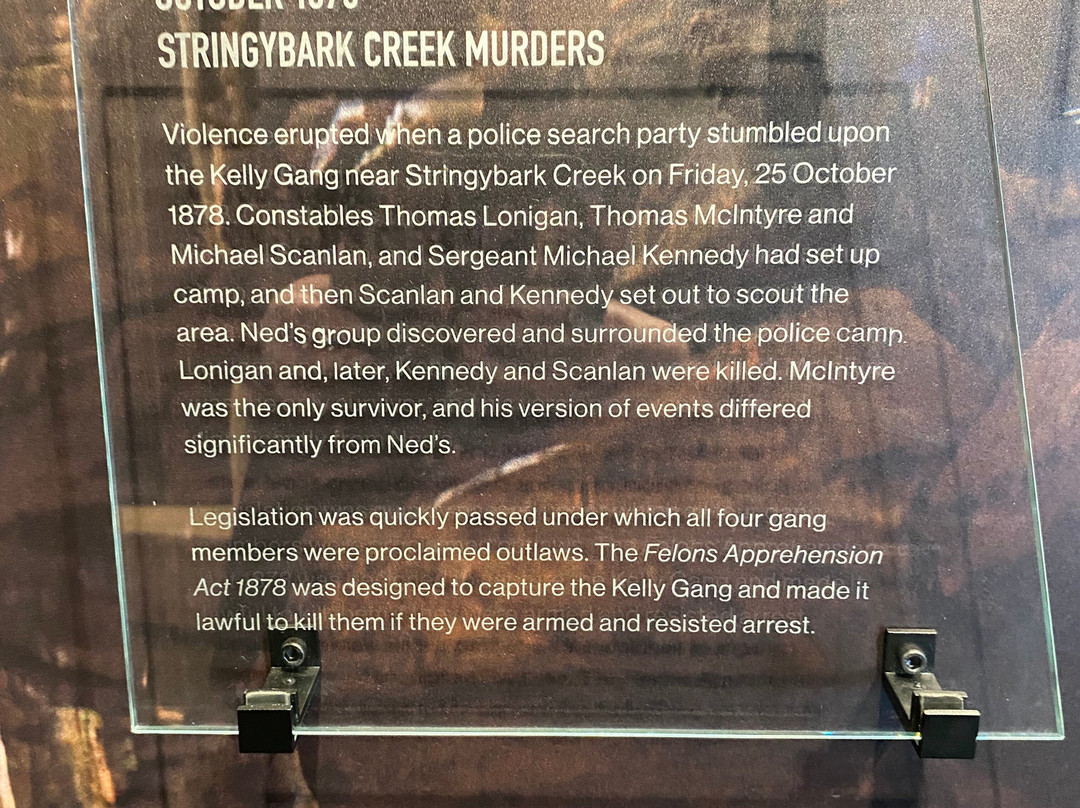 OCTOBER 1878
STRINGYBARK CREEK MURDERS
Violence erupted when a police search party stumbled upon
the Kelly Gang near Stringybark Creek on Friday, 25 October
1878. Constables Thomas Lonigan, Thomas McIntyre and
Michael Scanlan, and Sergeant Michael Kennedy had set up
camp, and then Scanlan and Kennedy set out to scout the
area. Ned's group discovered and surrounded the police camp.
Lonigan and, later, Kennedy and Scanlan were killed. McIntyre
was the only survivor, and his version of events differed
significantly from Ned's.
Legislation was quickly passed under which all four gang
members were proclaimed outlaws. The Felons Apprehension
Act 1878 was designed to capture the Kelly Gang and made it
lawful to kill them if they were armed and resisted arrest.